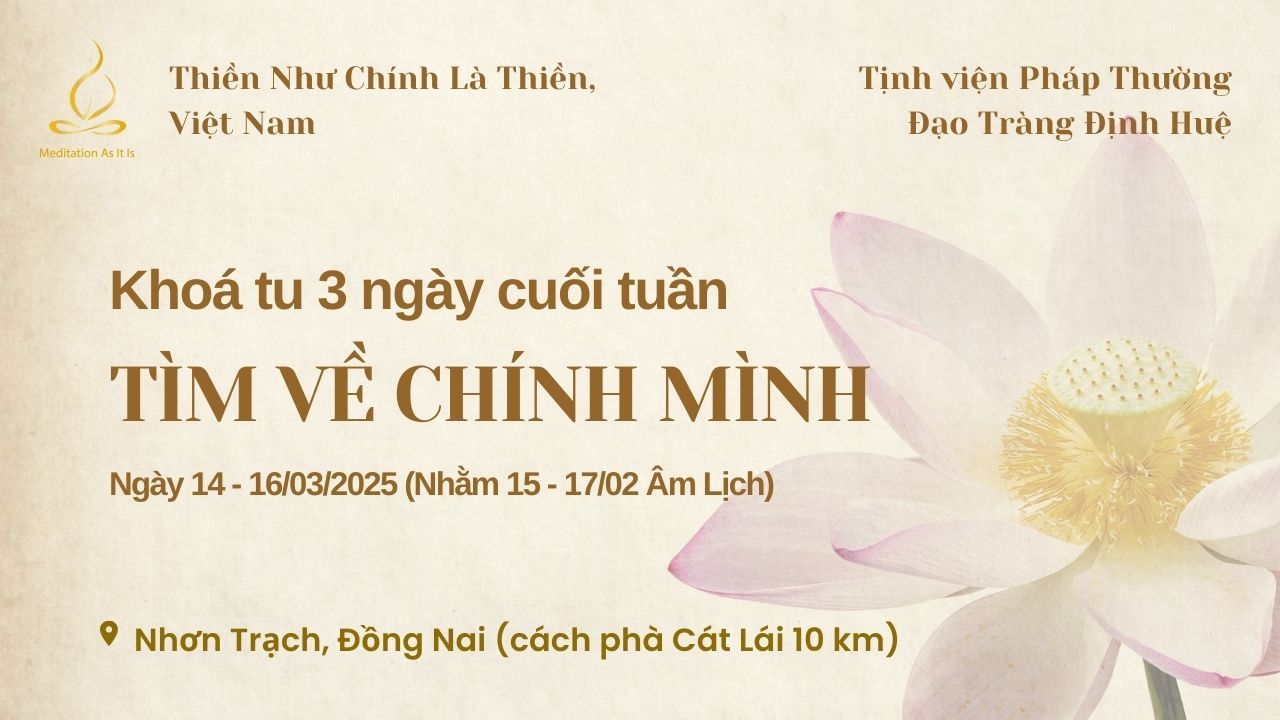 Thiền Như Chính Là Thiền,
Việt Nam
Meditation As It Is
Tịnh viện Pháp Thường
Đạo Tràng Định Huệ
Khoá tu 3 ngày cuối tuần
TÌM VỀ CHÍNH MÌNH
Ngày 14 - 16/03/2025 (Nhằm 15 - 17/02 Âm Lịch)
Nhơn Trạch, Đồng Nai (cách phà Cát Lái 10 km)